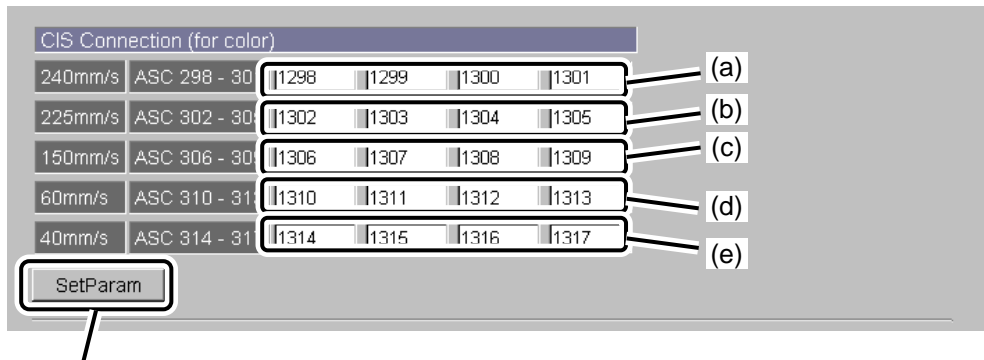 CIS Connection (for color)
240mm/s ASC 298 - 30 1298 1299 1300 1301 (a)
225mm/s ASC 302 - 30 1302 1303 1304 1305 (b)
150mm/s ASC 306 - 30 1306 1307 1308 1309 (c)
60mm/s ASC 310 - 31 1310 1311 1312 1313 (d)
40mm/s ASC 314 - 31 1314 1315 1316 1317 (e)
SetParam